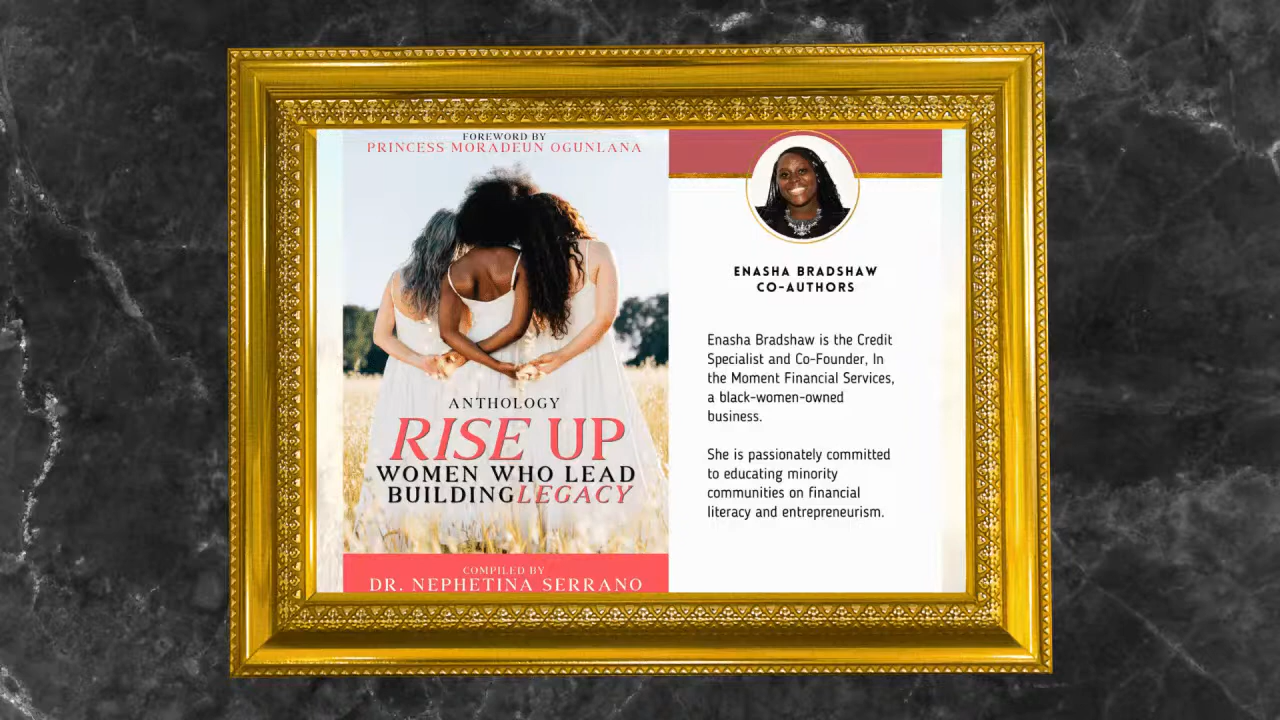 FOREWORD BY
PRINCESS MORADEUN OGUNLANA
ANTHOLOGY
RISE UP
WOMEN WHO LEAD
BUILDING LEGACY
COMPILED BY
DR. NEPHETINA SERRANO
ENASHA BRADSHAW
CO-AUTHORS
Enasha Bradshaw is the Credit
Specialist and Co-Founder, In
the Moment Financial Services,
a black-women-owned
business.
She is passionately committed
to educating minority
communities on financial
literacy and entrepreneurism.